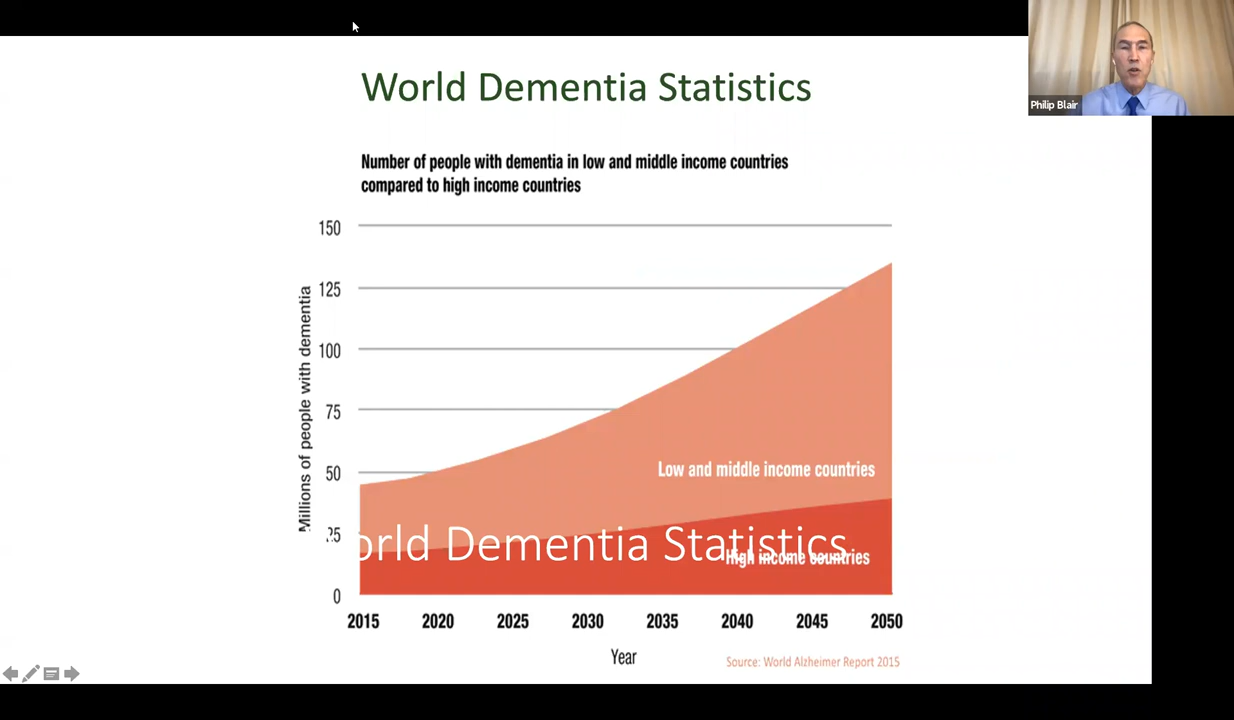 World Dementia Statistics
Philip Blair
Number of people with dementia in low and middle income countries
compared to high income countries
150
125
100
75
50
25
0
Millions of people with dementia
Low and middle income countries
orld Dementia Statistics
High income countries
2015 2020 2025 2030 2035 2040 2045 2050
Year
Source: World Alzheimer Report 2015